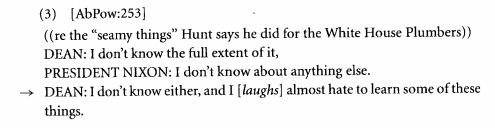 (3) [AbPow:253]
((re the “seamy things” Hunt says he did for the White House Plumbers))
DEAN: I don’t know the full extent of it,
PRESIDENT NIXON: I don’t know about anything else.
→ DEAN: I don’t know either, and I [laughs] almost hate to learn some of these
things.